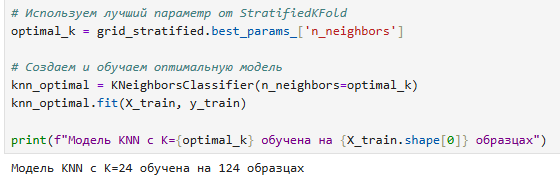 # Используем лучший параметр от StratifiedKFold
optimal_k = grid_stratified.best_params_['n_neighbors']
# Создаем и обучаем оптимальную модель
knn_optimal = KNeighborsClassifier(n_neighbors=optimal_k)
knn_optimal.fit(X_train, y_train)
print(f"Модель KNN с K={optimal_k} обучена на {X_train.shape[0]} образцах")
Модель KNN с K=24 обучена на 124 образцах